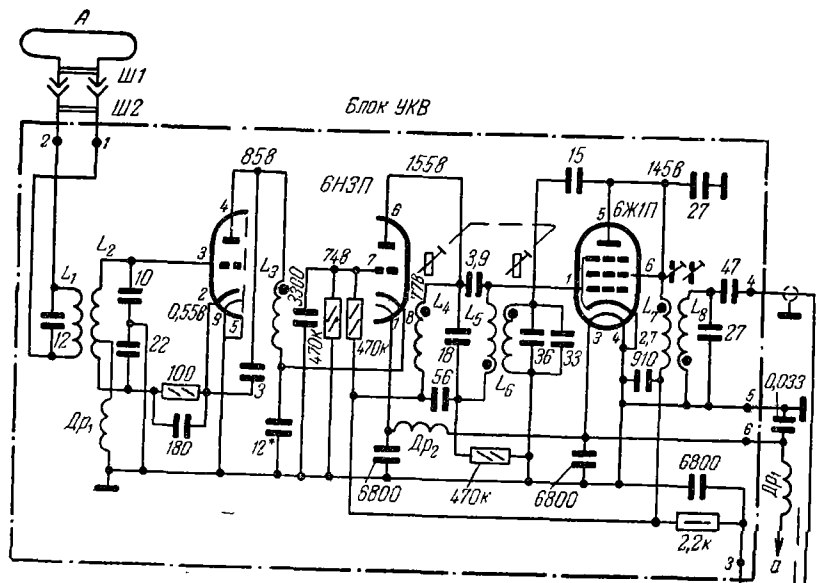 А
Ш1
Ш2
Блок УКВ
2
1
85В
6Н3П
155В
15
145В
6Ж1П
27
4
6
5
3
7
74В
3,9
1
6
47
4
L1
L2
10
L3
3300
77В
L4
L5
L7
L8
2
0,55В
9
5
470к
470к
1
8
3
4
2,7
12
22
18
36
33
910
27
100
3
56
L6
0,033
5
6
Др1
180
12*
Др2
6800
470к
6800
6800
Др1
2,2к
3
а